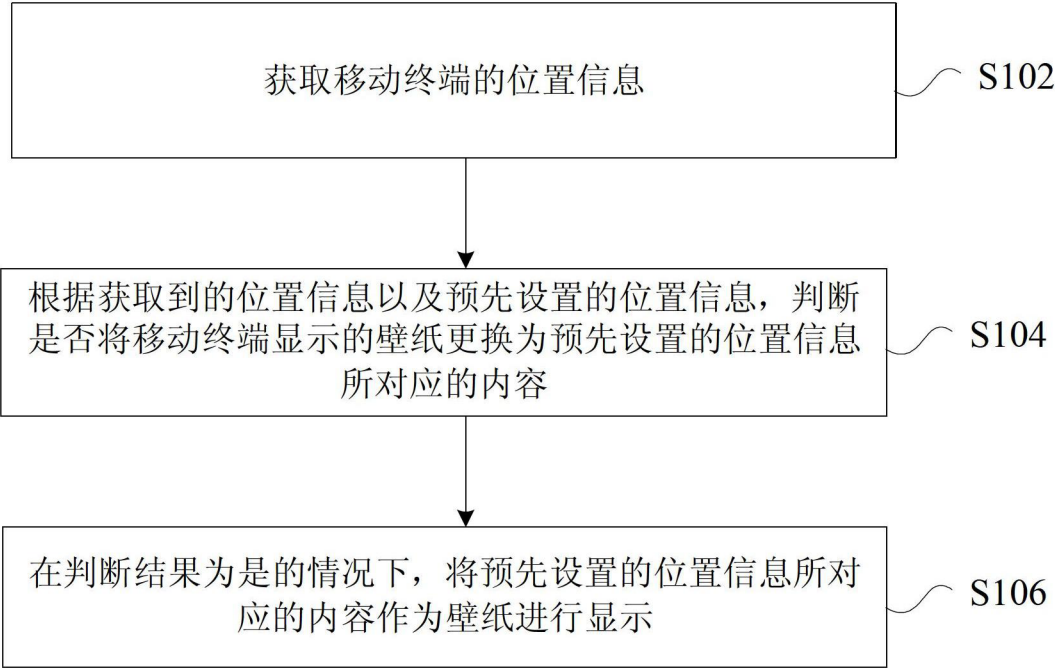 获取移动终端的位置信息
S102
根据获取到的位置信息以及预先设置的位置信息，判断
是否将移动终端显示的壁纸更换为预先设置的位置信息
所对应的内容
S104
在判断结果为是的情况下，将预先设置的位置信息所对
应的内容作为壁纸进行显示
S106